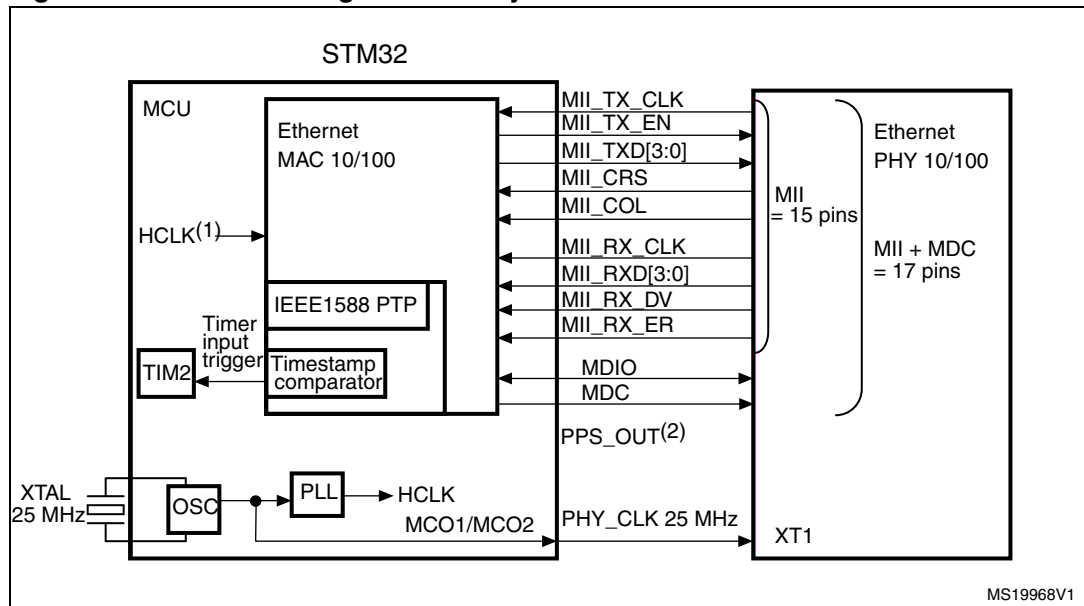 STM32
MCU
Ethernet
MAC 10/100
HCLK(1)
IEEE1588 PTP
Timer
input
trigger
TIM2
Timestamp
comparator
XTAL
25 MHz
OSC
PLL
HCLK
MCO1/MCO2
MII_TX_CLK
MII_TX_EN
MII_TXD[3:0]
MII_CRS
MII_COL
MII_RX_CLK
MII_RXD[3:0]
MII_RX_DV
MII_RX_ER
MDIO
MDC
PPS_OUT(2)
PHY_CLK 25 MHz
MII
= 15 pins
Ethernet
PHY 10/100
MII + MDC
= 17 pins
XT1
MS19968V1